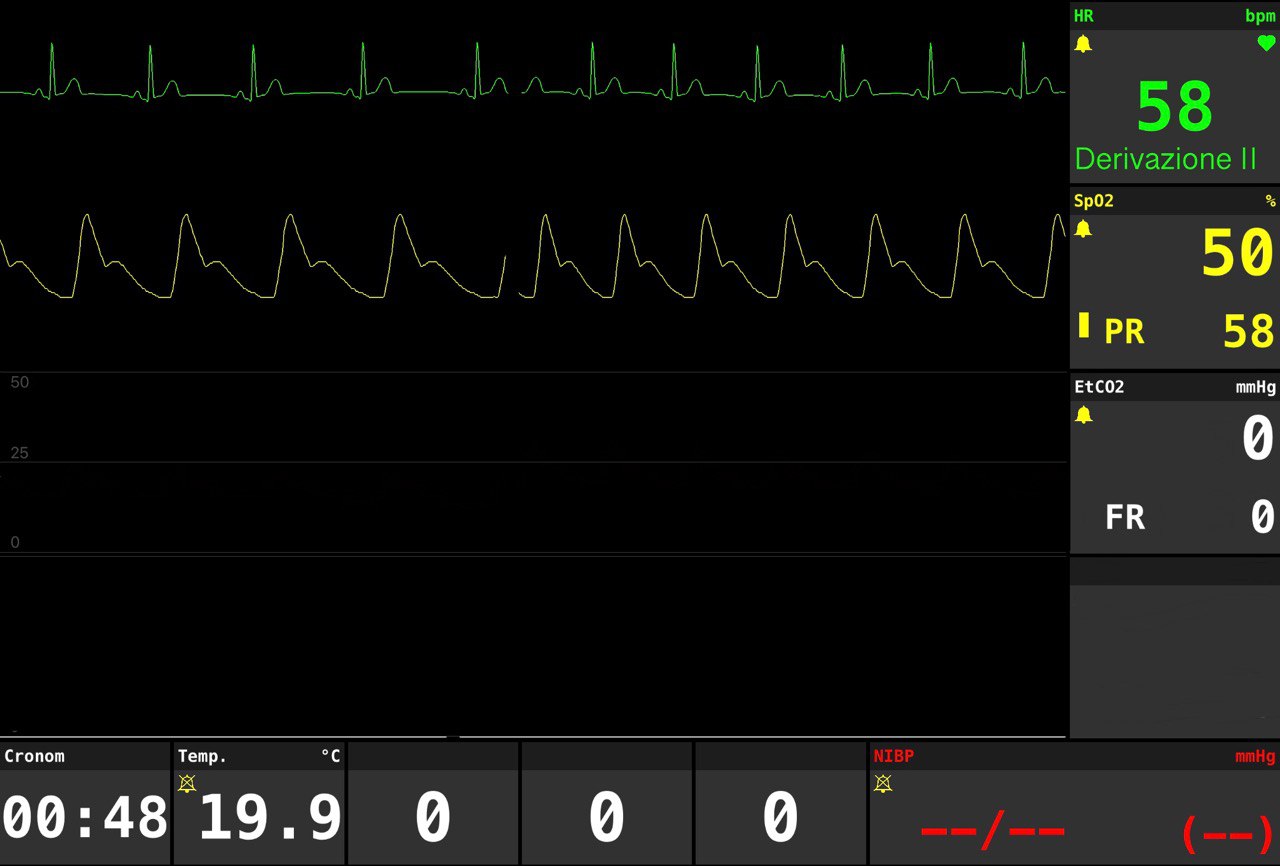 HR bpm
58
Derivazione II
SpO2 %
50
PR 58
50
EtCO2 mmHg
0
25
FR 0
0
Cronom
00:48
Temp. °C
19.9
0
0
0
NIBP mmHg
--/-- (--)